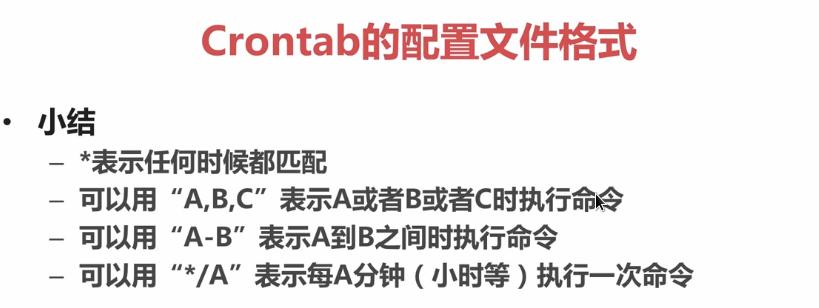 Crontab的配置文件格式
• 小结
– *表示任何时候都匹配
– 可以用“A,B,C”表示A或者B或者C时执行命令
– 可以用“A-B”表示A到B之间时执行命令
– 可以用“*/A”表示每A分钟（小时等）执行一次命令